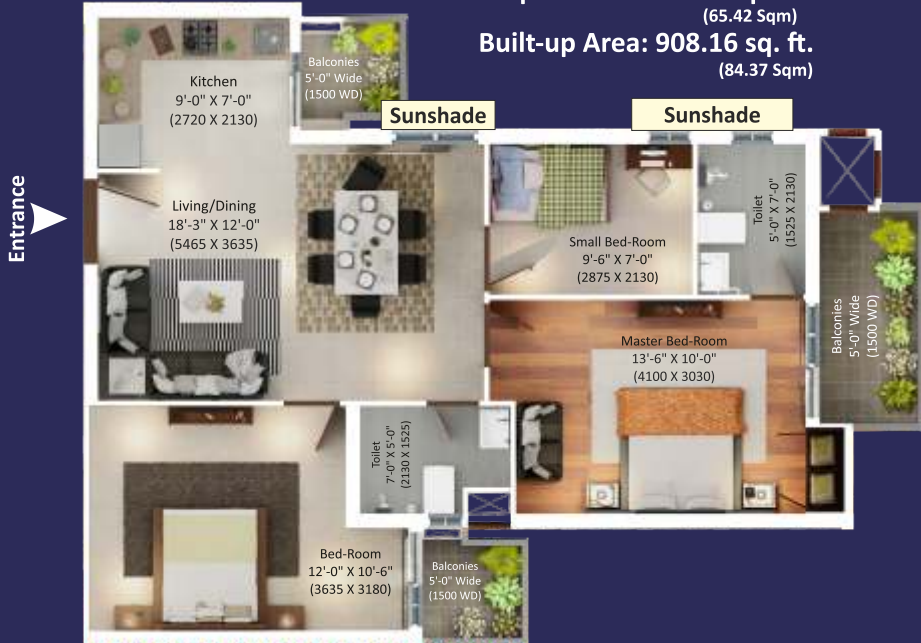 (65.42 Sqm)
Built-up Area: 908.16 sq. ft.
(84.37 Sqm)
Kitchen
9'-0" X 7'-0"
(2720 X 2130)
Balconies
5'-0" Wide
(1500 WD)
Sunshade
Sunshade
Entrance
Living/Dining
18'-3" X 12'-0"
(5465 X 3635)
Small Bed-Room
9'-6" X 7'-0"
(2875 X 2130)
Toilet
5'-0" X 7'-0"
(1525 X 2130)
Balconies
5'-0" Wide
(1500 WD)
Master Bed-Room
13'-6" X 10'-0"
(4100 X 3030)
Toilet
7'-0" X 5'-0"
(2130 X 1525)
Bed-Room
12'-0" X 10'-6"
(3635 X 3180)
Balconies
5'-0" Wide
(1500 WD)